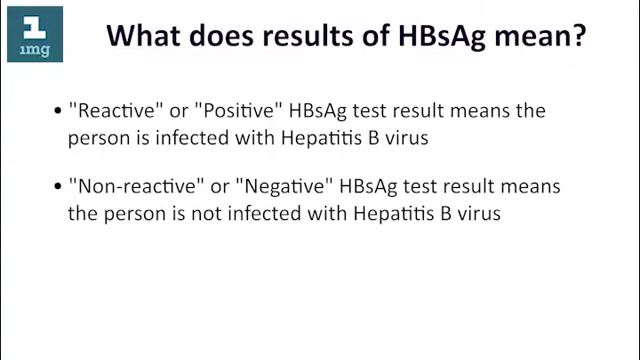 1
1mg
What does results of HBsAg mean?
• "Reactive" or "Positive" HBsAg test result means the
person is infected with Hepatitis B virus
• "Non-reactive" or "Negative" HBsAg test result means
the person is not infected with Hepatitis B virus